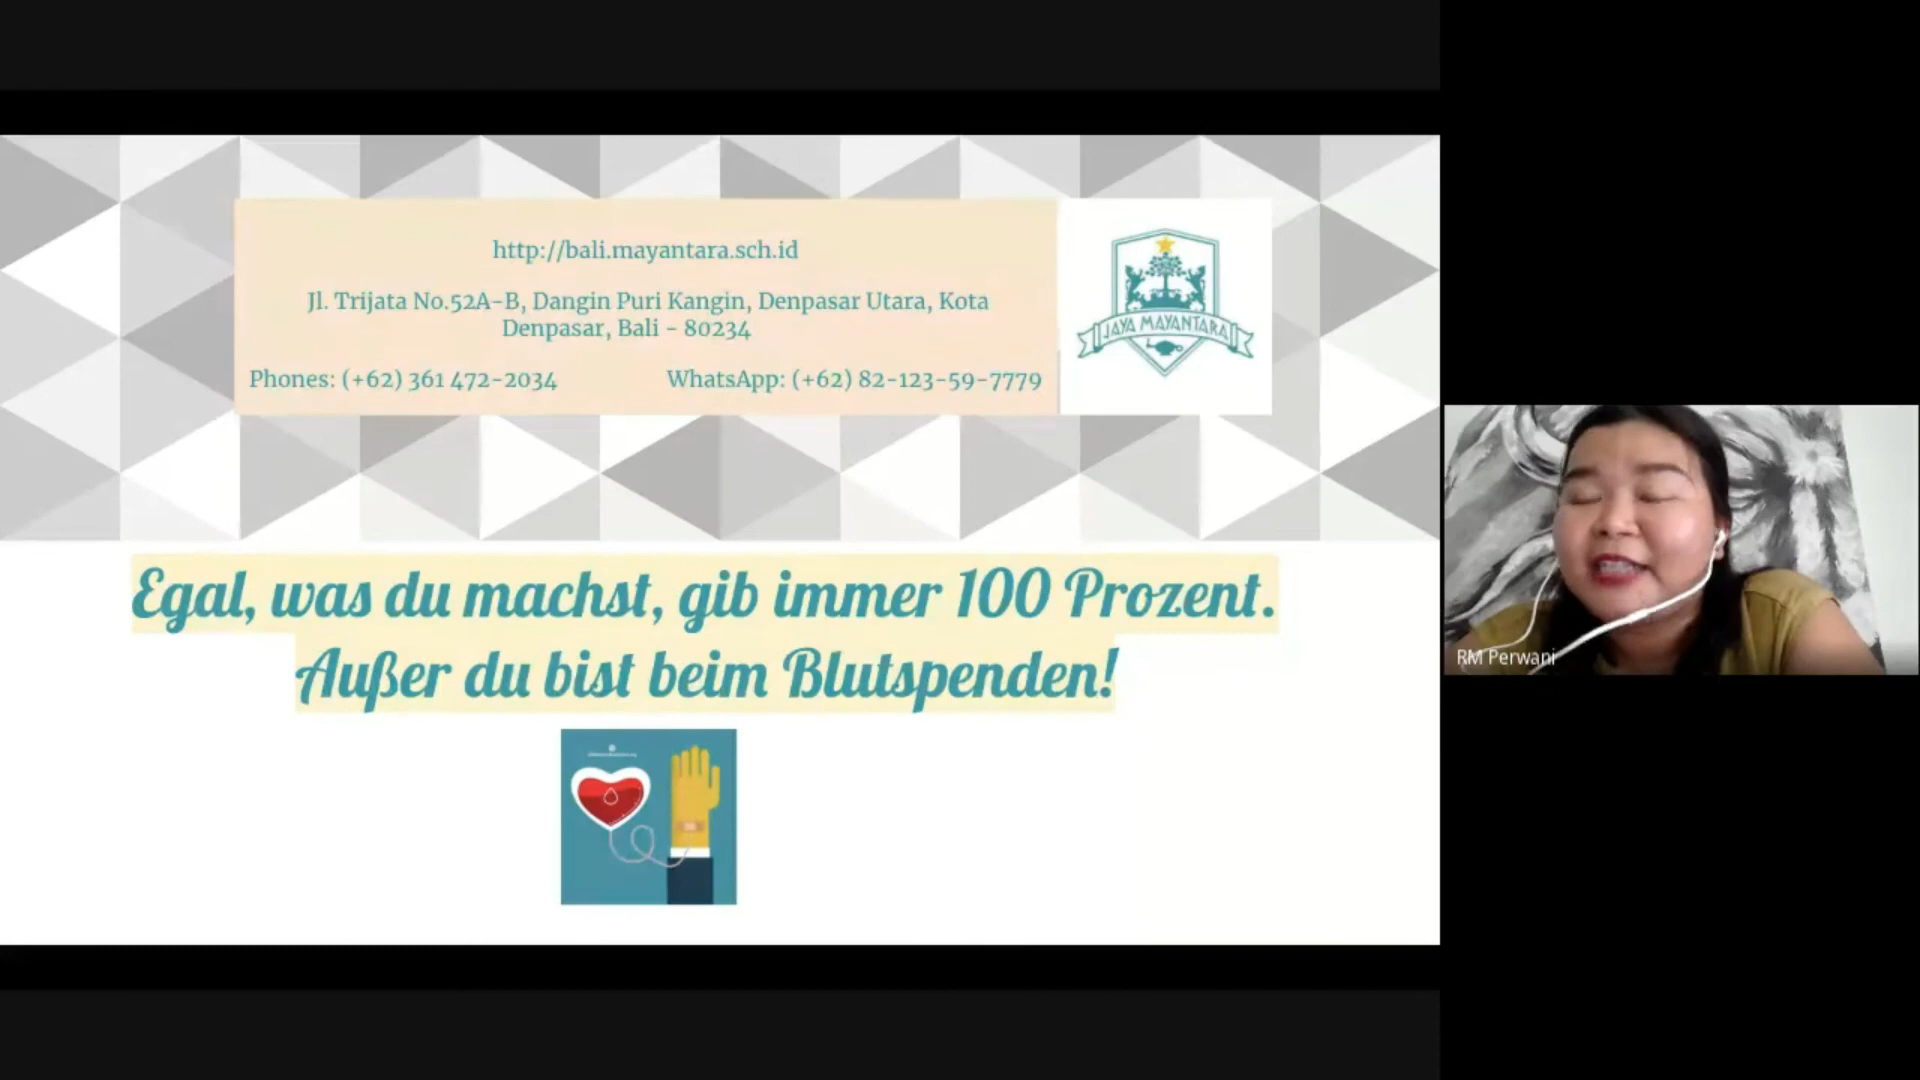 http://bali.mayantara.sch.id
Jl. Trijata No.52A-B, Dangin Puri Kangin, Denpasar Utara, Kota
Denpasar, Bali - 80234
Phones: (+62) 361 472-2034 WhatsApp: (+62) 82-123-59-7779
JAYA MAYANTARA
Egal, was du machst, gib immer 100 Prozent.
Außer du bist beim Blutspenden!
RM Perwani